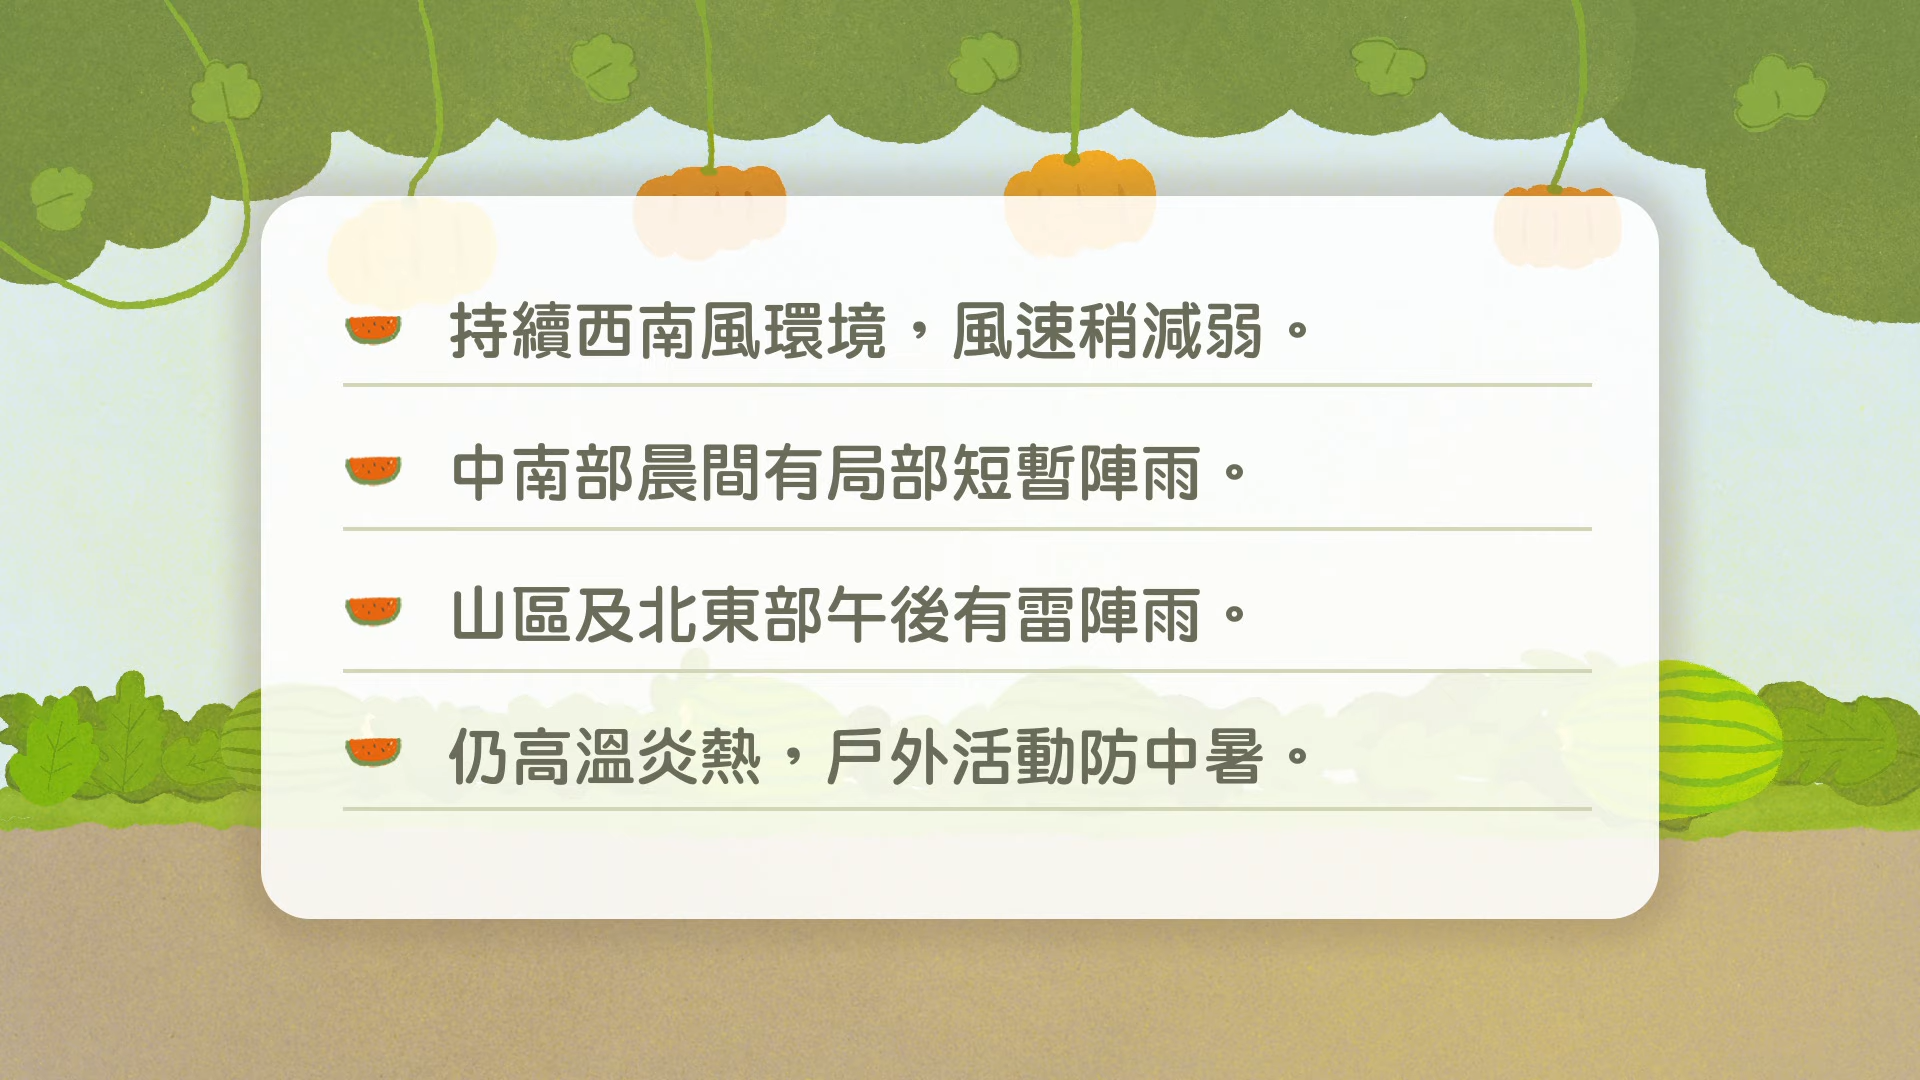 持續西南風環境，風速稍減弱。
中南部晨間有局部短暫陣雨。
山區及北東部午後有雷陣雨。
仍高溫炎熱，戶外活動防中暑。